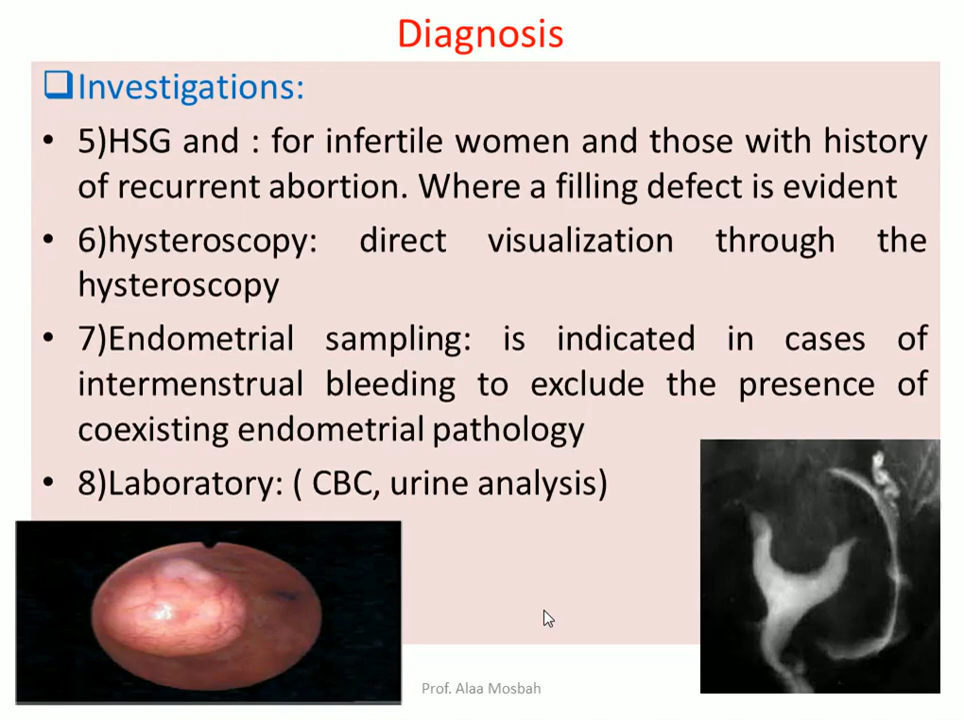 Diagnosis
❑Investigations:
• 5)HSG and : for infertile women and those with history
of recurrent abortion. Where a filling defect is evident
• 6)hysteroscopy: direct visualization through the
hysteroscopy
• 7)Endometrial sampling: is indicated in cases of
intermenstrual bleeding to exclude the presence of
coexisting endometrial pathology
• 8)Laboratory: ( CBC, urine analysis)
Prof. Alaa Mosbah